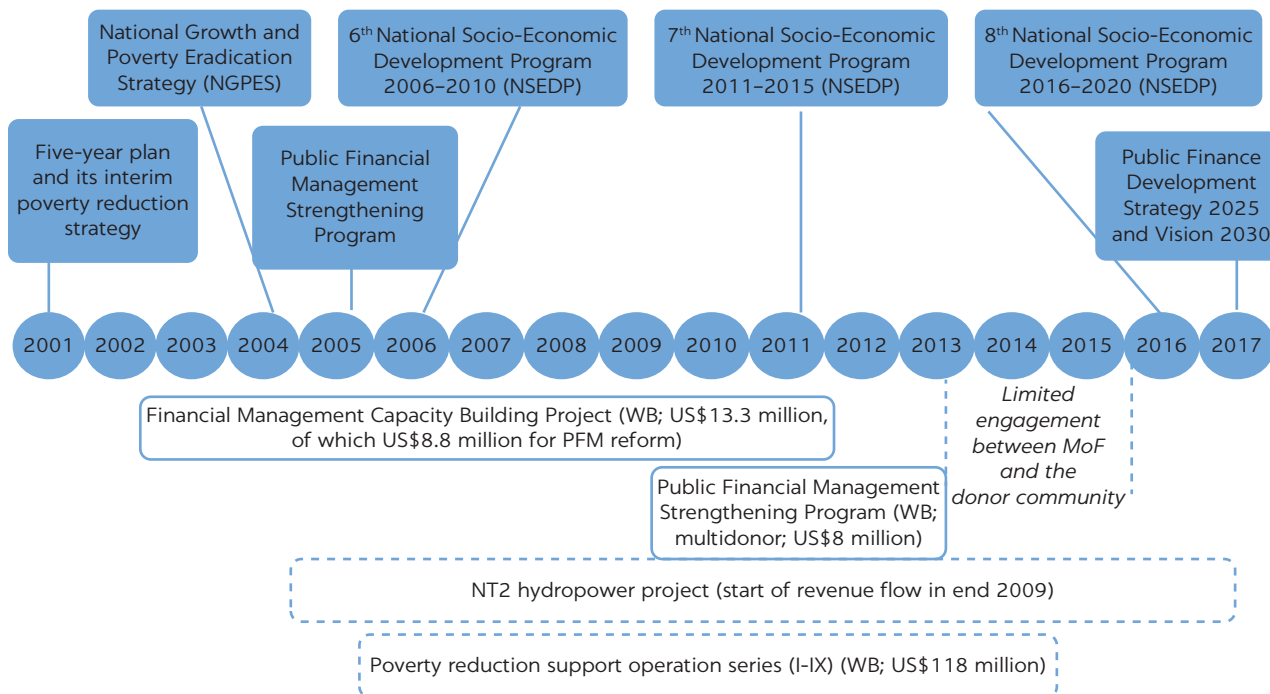 National Growth and
Poverty Eradication
Strategy (NGPES)
6th National Socio-Economic
Development Program
2006–2010 (NSEDP)
7th National Socio-Economic
Development Program
2011–2015 (NSEDP)
8th National Socio-Economic
Development Program
2016–2020 (NSEDP)
Five-year plan
and its interim
poverty reduction
strategy
Public Financial
Management
Strengthening
Program
Public Finance
Development
Strategy 2025
and Vision 2030
2001 2002 2003 2004 2005 2006 2007 2008 2009 2010 2011 2012 2013 2014 2015 2016 2017
Financial Management Capacity Building Project (WB; US$13.3 million,
of which US$8.8 million for PFM reform)
Limited
engagement
between MoF
and the
donor community
Public Financial Management
Strengthening Program (WB;
multidonor; US$8 million)
NT2 hydropower project (start of revenue flow in end 2009)
Poverty reduction support operation series (I-IX) (WB; US$118 million)